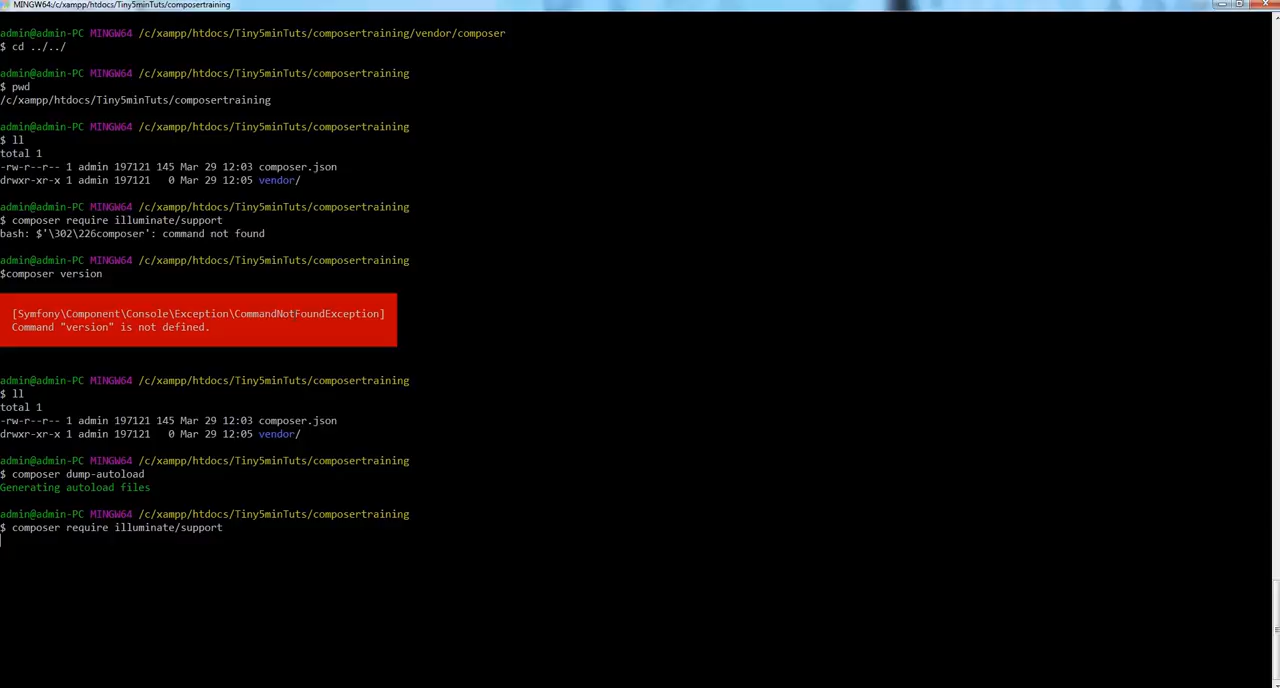 MINGW64:/c/xampp/htdocs/Tiny5minTuts/composertraining
admin@admin-PC MINGW64 /c/xampp/htdocs/Tiny5minTuts/composertraining/vendor/composer
$ cd ../../
admin@admin-PC MINGW64 /c/xampp/htdocs/Tiny5minTuts/composertraining
$ pwd
/c/xampp/htdocs/Tiny5minTuts/composertraining
admin@admin-PC MINGW64 /c/xampp/htdocs/Tiny5minTuts/composertraining
$ ll
total 1
-rw-r--r-- 1 admin 197121 145 Mar 29 12:03 composer.json
drwxr-xr-x 1 admin 197121   0 Mar 29 12:05 vendor/
admin@admin-PC MINGW64 /c/xampp/htdocs/Tiny5minTuts/composertraining
$ composer require illuminate/support
bash: $'\302\226composer': command not found
admin@admin-PC MINGW64 /c/xampp/htdocs/Tiny5minTuts/composertraining
$composer version
[Symfony\Component\Console\Exception\CommandNotFoundException]
Command "version" is not defined.
admin@admin-PC MINGW64 /c/xampp/htdocs/Tiny5minTuts/composertraining
$ ll
total 1
-rw-r--r-- 1 admin 197121 145 Mar 29 12:03 composer.json
drwxr-xr-x 1 admin 197121   0 Mar 29 12:05 vendor/
admin@admin-PC MINGW64 /c/xampp/htdocs/Tiny5minTuts/composertraining
$ composer dump-autoload
Generating autoload files
admin@admin-PC MINGW64 /c/xampp/htdocs/Tiny5minTuts/composertraining
$ composer require illuminate/support